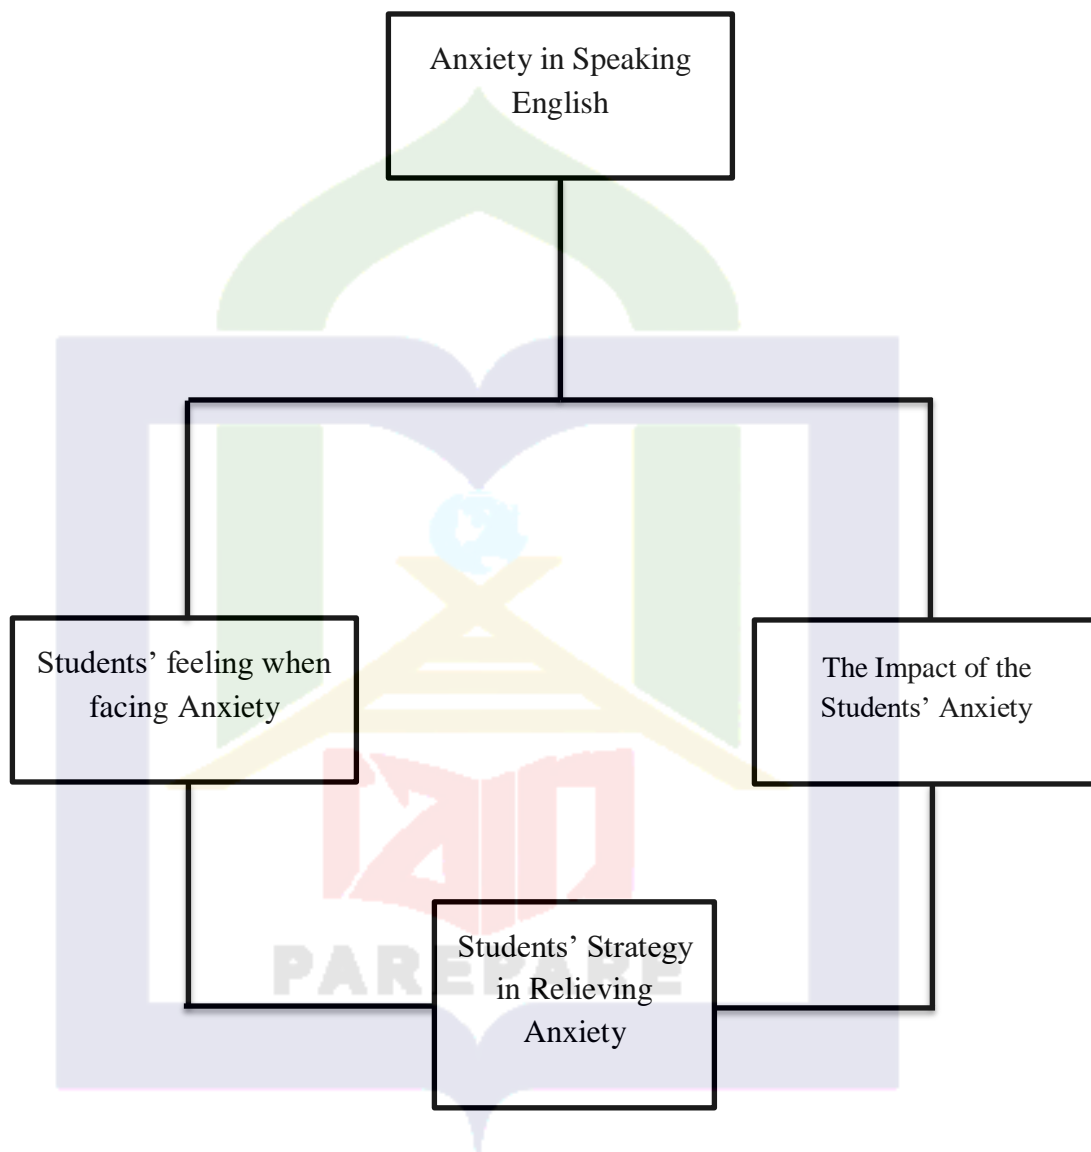 Anxiety in Speaking
English
Students’ feeling when
facing Anxiety
The Impact of the
Students’ Anxiety
iain
PAREPARE
Students’ Strategy
in Relieving
Anxiety